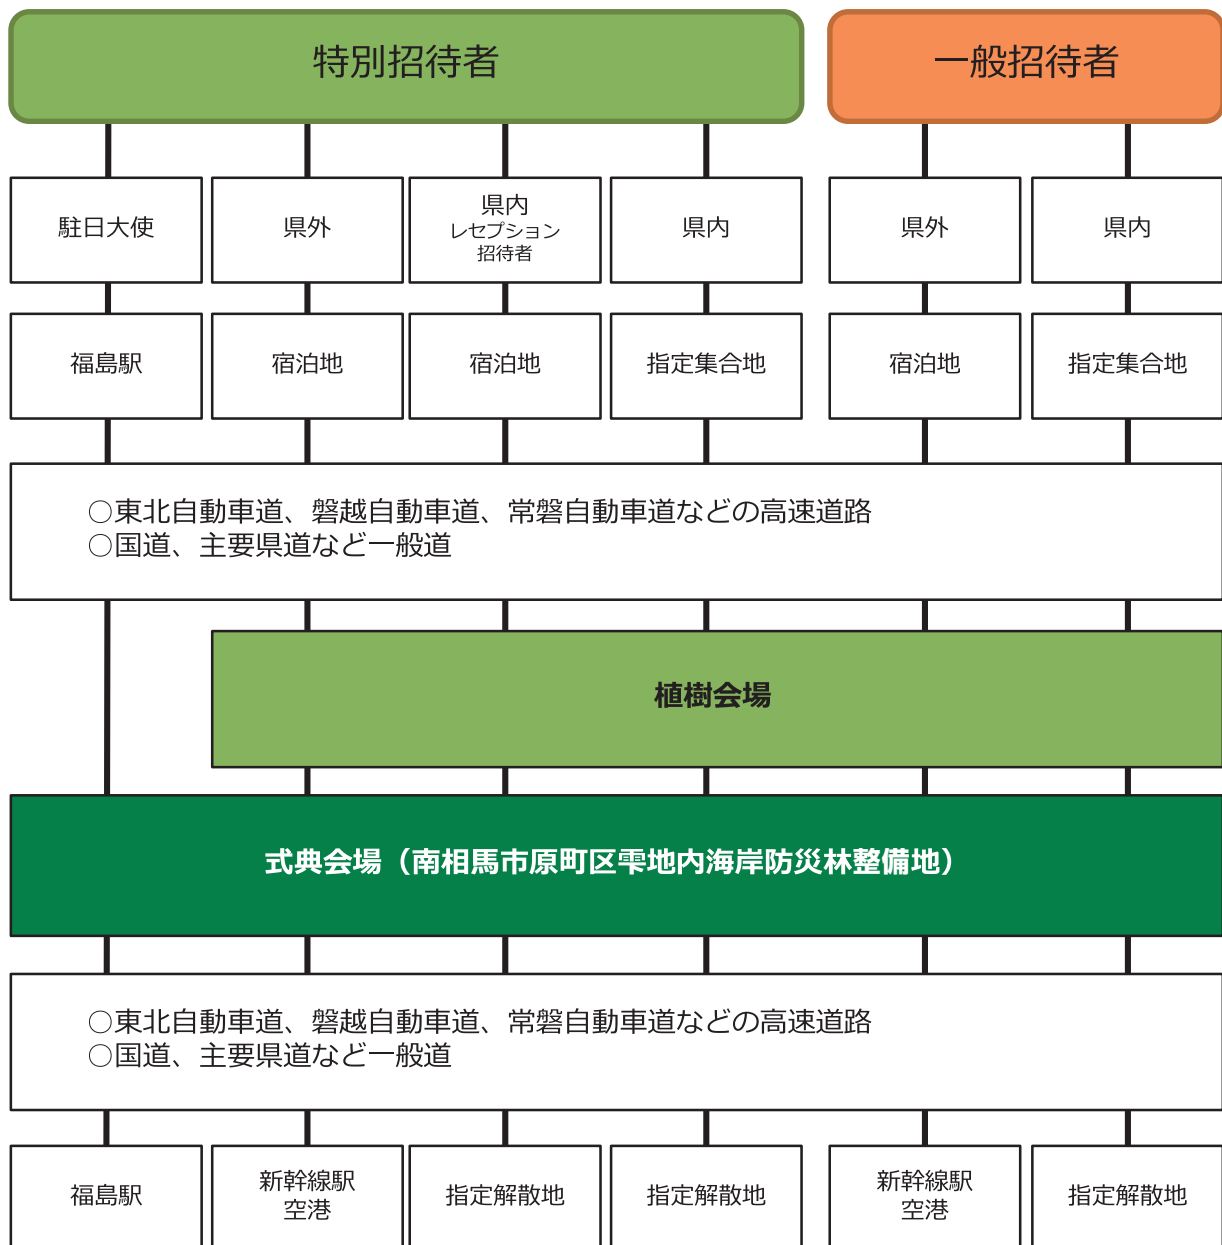 特別招待者
一般招待者
駐日大使
県外
県内
レセプション
招待者
県内
県外
県内
福島駅
宿泊地
宿泊地
指定集合地
宿泊地
指定集合地
○東北自動車道、磐越自動車道、常磐自動車道などの高速道路
○国道、主要県道など一般道
植樹会場
式典会場（南相馬市原町区雫地内海岸防災林整備地）
○東北自動車道、磐越自動車道、常磐自動車道などの高速道路
○国道、主要県道など一般道
福島駅
新幹線駅
空港
指定解散地
指定解散地
新幹線駅
空港
指定解散地